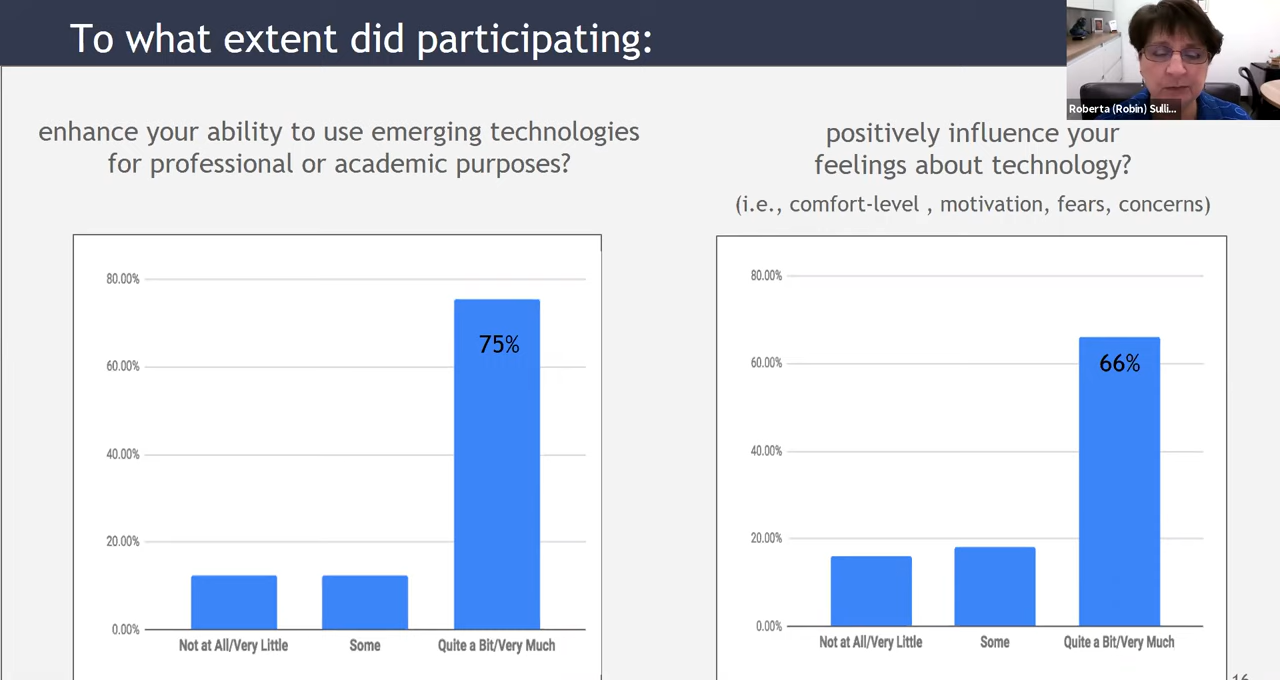 To what extent did participating:
Roberta (Robin) Sulli...
enhance your ability to use emerging technologies
for professional or academic purposes?
80.00%
60.00%
40.00%
20.00%
0.00%
75%
Not at All/Very Little
Some
Quite a Bit/Very Much
positively influence your
feelings about technology?
(i.e., comfort-level , motivation, fears, concerns)
80.00%
60.00%
40.00%
20.00%
0.00%
66%
Not at All/Very Little
Some
Quite a Bit/Very Much
16